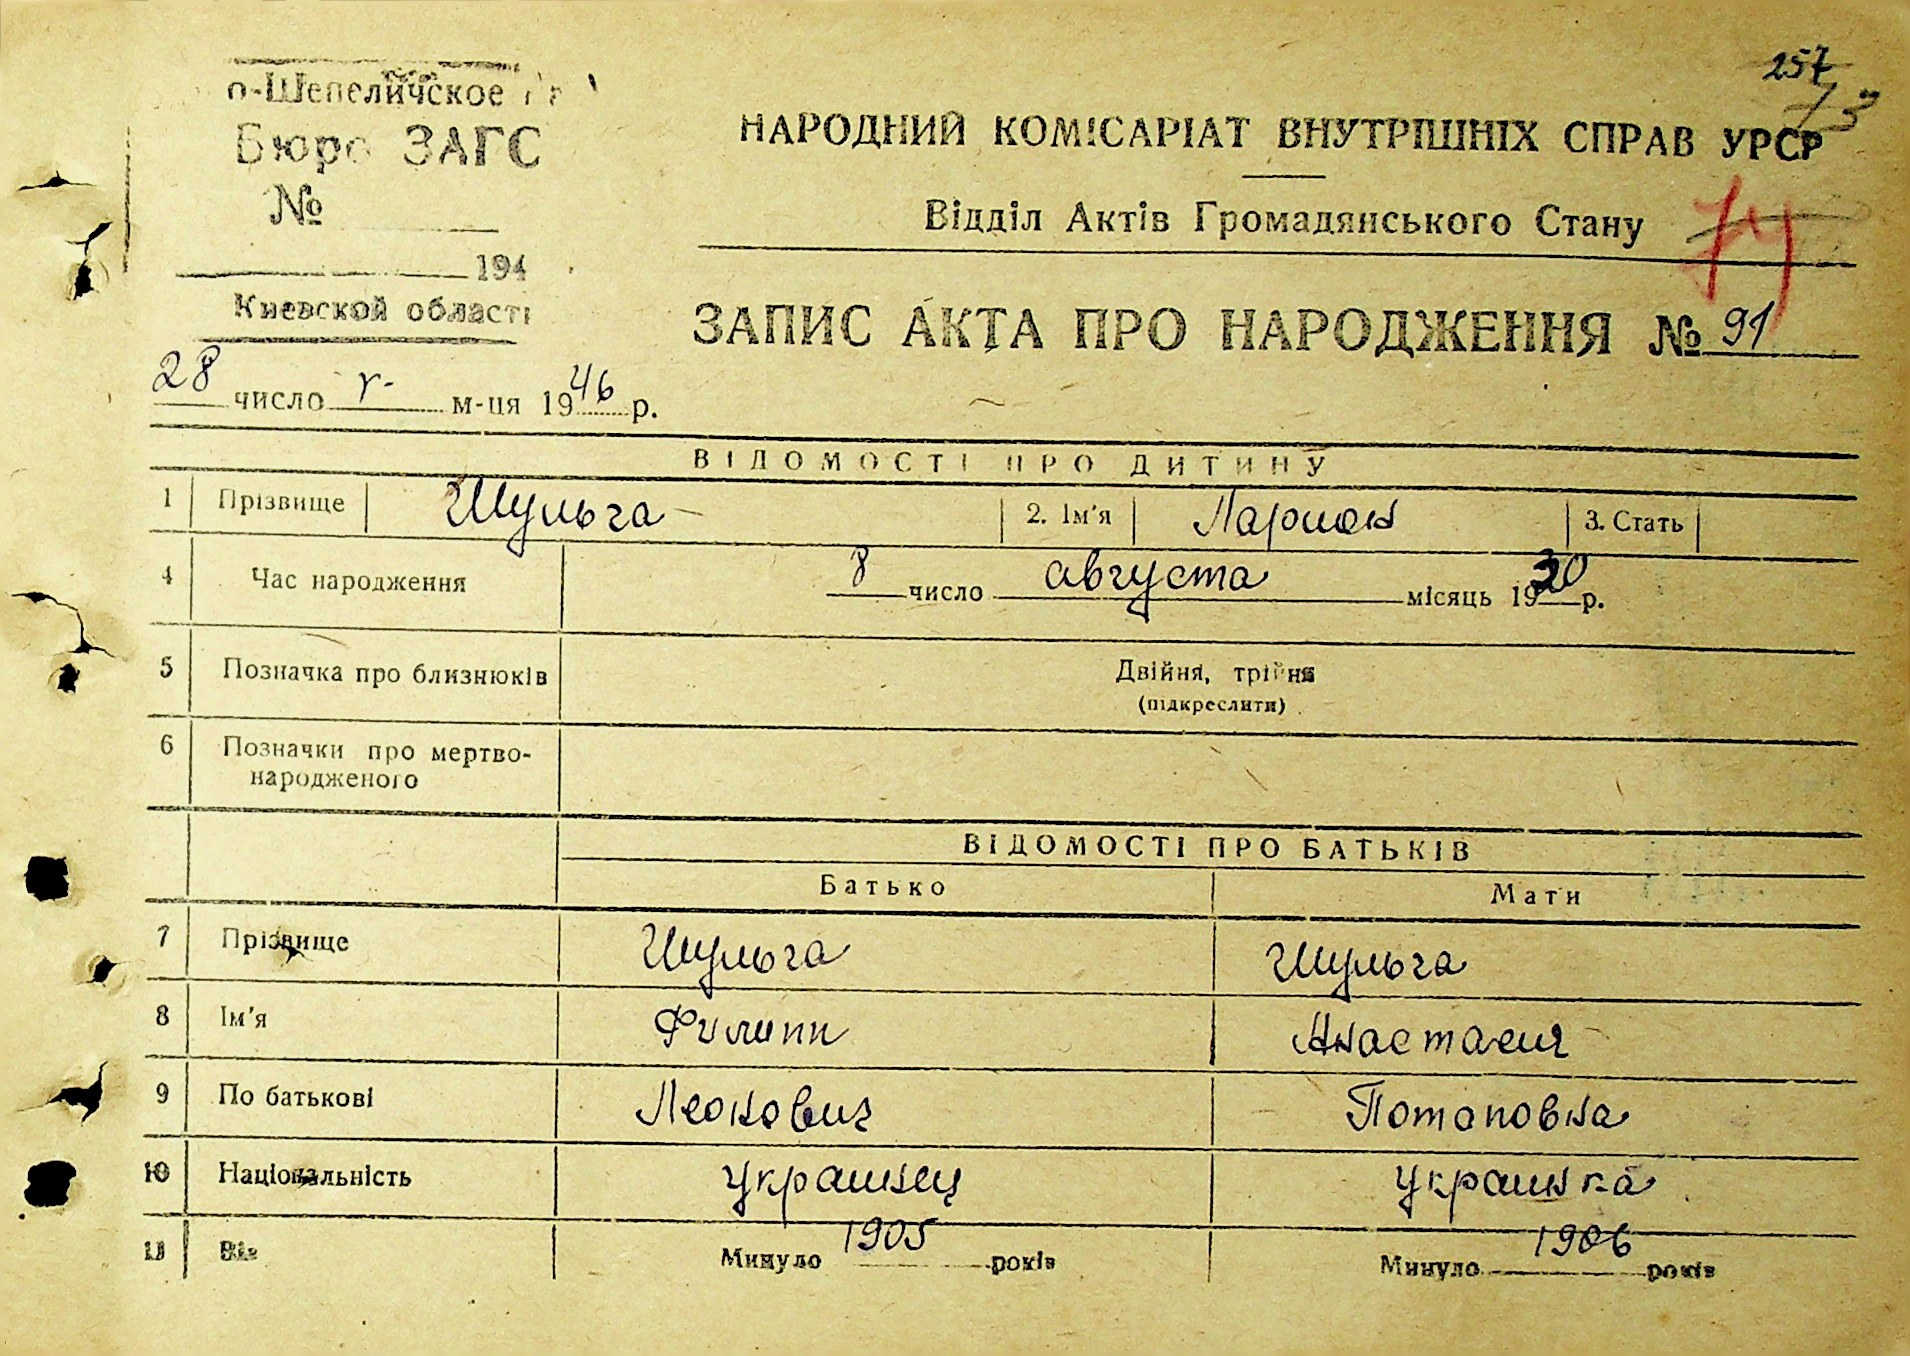 257
73
о-Шепеличское
Бюро ЗАГС
№
194
Киевской області
НАРОДНИЙ КОМІСАРІАТ ВНУТРІШНІХ СПРАВ УРСР
Відділ Актів Громадянського Стану
74
ЗАПИС АКТА ПРО НАРОДЖЕННЯ № 91
28 число м-ця 1946 р.
ВІДОМОСТІ ПРО ДИТИНУ
1 Прізвище Шульга 2. Ім'я Ларион 3. Стать
4 Час народження 8 число августа місяць 1930 р.
5 Позначка про близнюків Двійня, трійня
(підкреслити)
6 Позначки про мертво-
народженого
ВІДОМОСТІ ПРО БАТЬКІВ
Батько Мати
7 Прізвище Шульга Шульга
8 Ім'я Филипп Анастасия
9 По батькові Леонович Потаповна
10 Національність украинец украинка
11 Вік Минуло 1905 років Минуло 1906 років